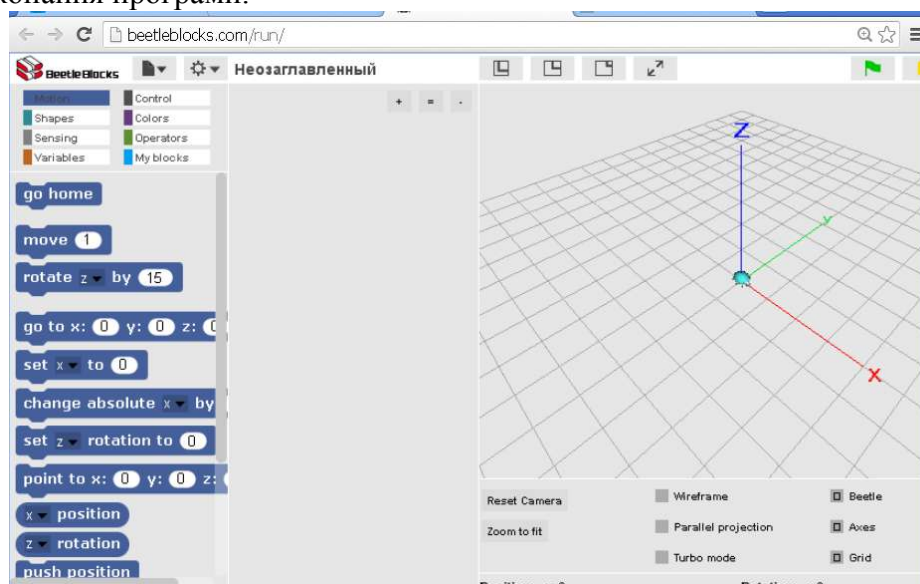 beetleblocks.com/run/
BeetleBlocks Неозаглавленный
+ = -
Motion Control
Shapes Colors
Sensing Operators
Variables My blocks
go home
move 1
rotate z by 15
go to x: 0 y: 0 z:
set x to 0
change absolute x by
set z rotation to 0
point to x: 0 y: 0 z:
x position
z rotation
push position
Z
y
X
Reset Camera Wireframe Beetle
Zoom to fit Parallel projection Axes
Turbo mode Grid